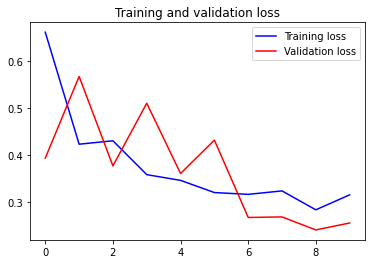 Training and validation loss
Training loss
Validation loss
0.6
0.5
0.4
0.3
0 2 4 6 8